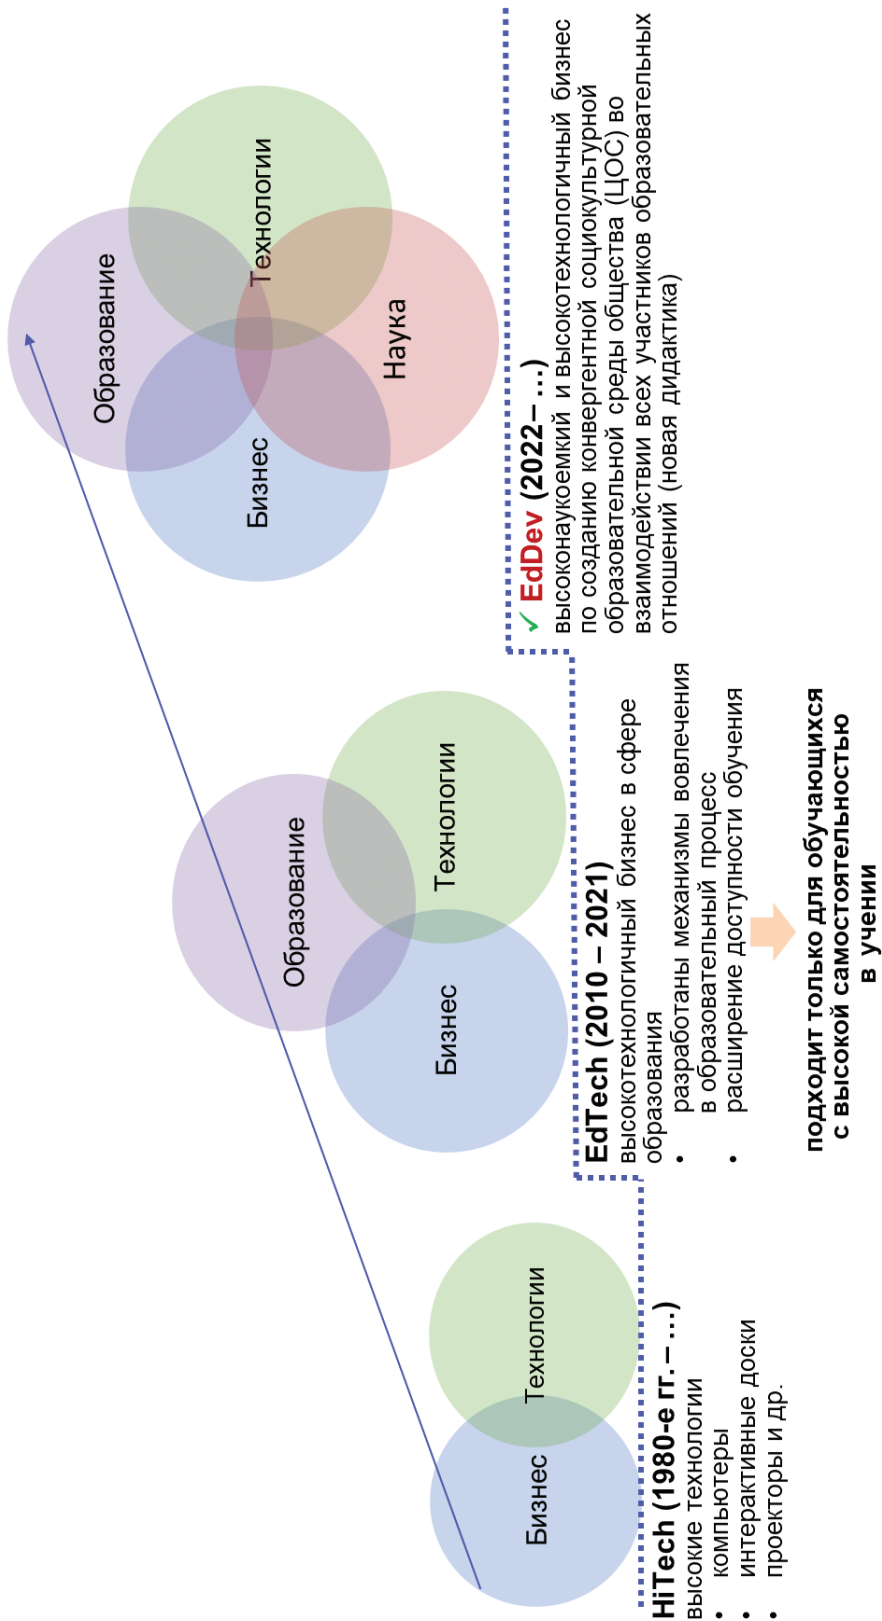 Бизнес
Технологии
HiTech (1980-е гг. – …)
высокие технологии
• компьютеры
• интерактивные доски
• проекторы и др.
Образование
Бизнес
Технологии
EdTech (2010 – 2021)
высокотехнологичный бизнес в сфере
образования
• разработаны механизмы вовлечения
в образовательный процесс
• расширение доступности обучения
подходит только для обучающихся
с высокой самостоятельностью
в учении
Образование
Бизнес
Технологии
Наука
✓ EdDev (2022– …)
высоконаукоемкий и высокотехнологичный бизнес
по созданию конвергентной социокультурной
образовательной среды общества (ЦОС) во
взаимодействии всех участников образовательных
отношений (новая дидактика)